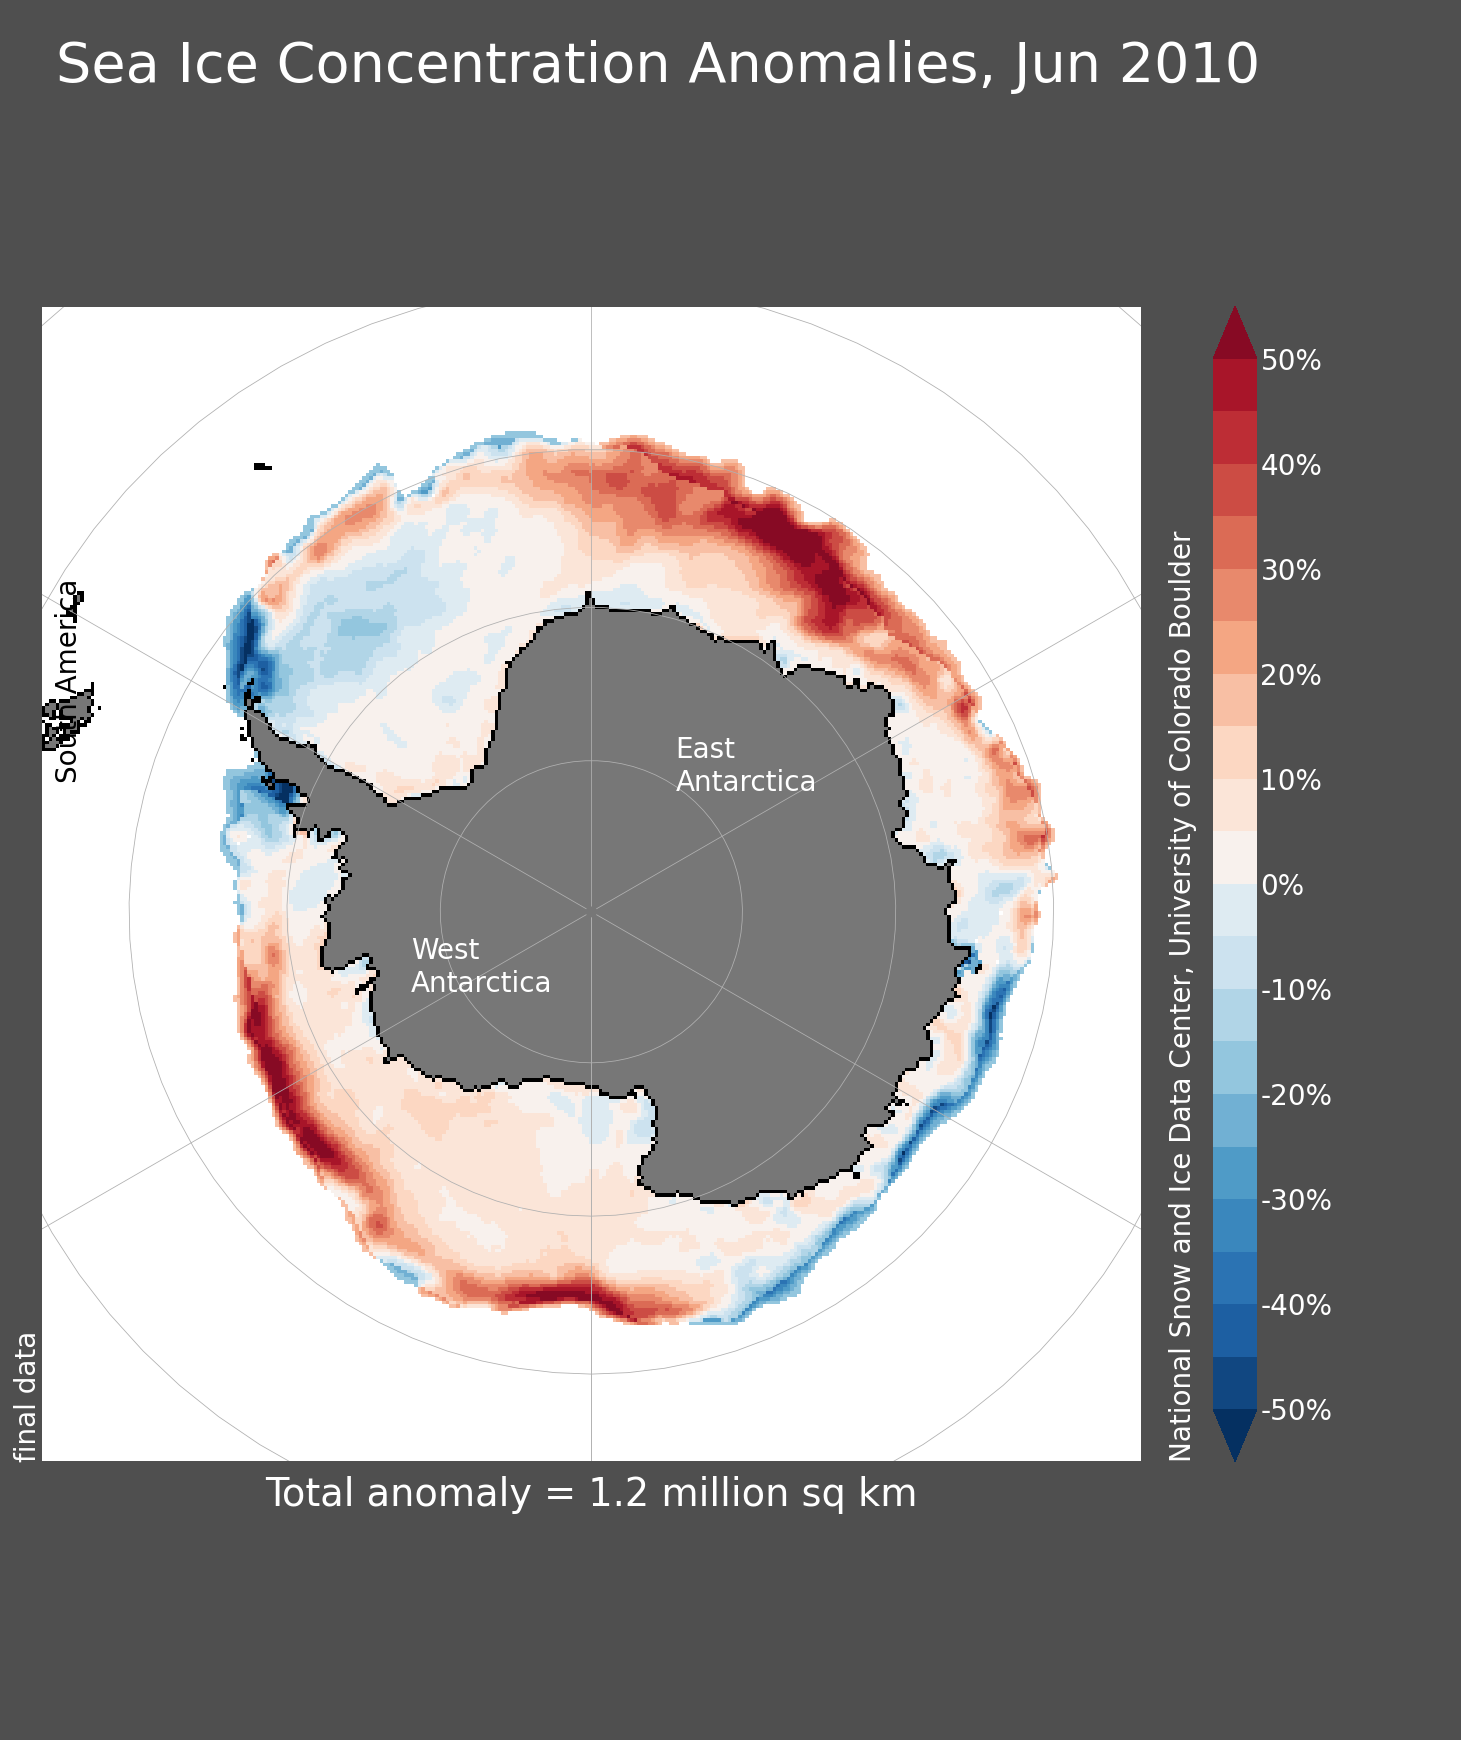 Sea Ice Concentration Anomalies, Jun 2010
South America
East
Antarctica
West
Antarctica
final data
Total anomaly = 1.2 million sq km
National Snow and Ice Data Center, University of Colorado Boulder
50%
40%
30%
20%
10%
0%
-10%
-20%
-30%
-40%
-50%